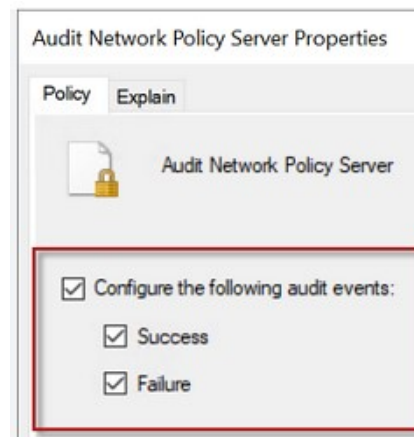 Audit Network Policy Server Properties
Policy Explain
Audit Network Policy Server
Configure the following audit events:
Success
Failure